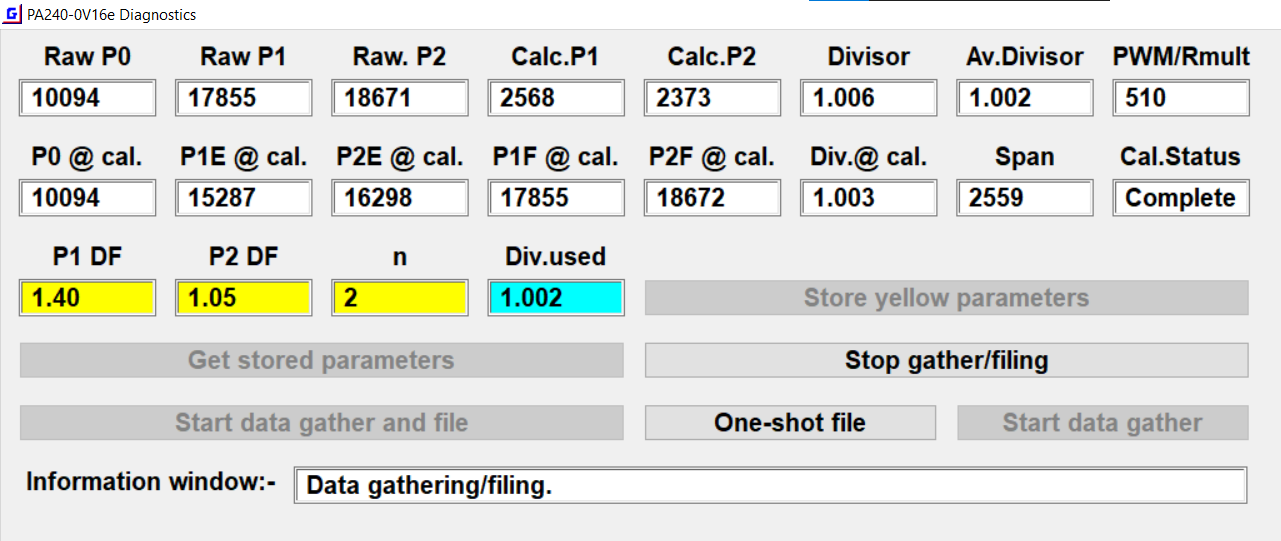 G PA240-0V16e Diagnostics
Raw P0 Raw P1 Raw. P2 Calc.P1 Calc.P2 Divisor Av.Divisor PWM/Rmult
10094 17855 18671 2568 2373 1.006 1.002 510
P0 @ cal. P1E @ cal. P2E @ cal. P1F @ cal. P2F @ cal. Div.@ cal. Span Cal.Status
10094 15287 16298 17855 18672 1.003 2559 Complete
P1 DF P2 DF n Div.used
1.40 1.05 2 1.002 Store yellow parameters
Get stored parameters Stop gather/filing
Start data gather and file One-shot file Start data gather
Information window:- Data gathering/filing.